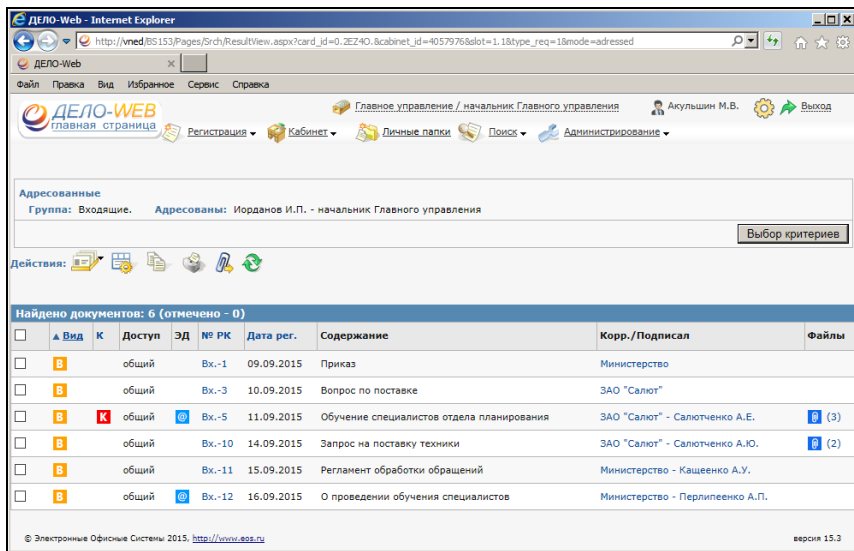 ДЕЛО-Web - Internet Explorer
http://vned/BS153/Pages/Srch/ResultView.aspx?card_id=0.2EZ4O.&cabinet_id=4057976&slot=1.1&type_req=1&mode=adressed
ДЕЛО-Web
Файл Правка Вид Избранное Сервис Справка
ДЕЛО-WEB
главная страница
Главное управление / начальник Главного управления Акульшин М.В. Выход
Регистрация Кабинет Личные папки Поиск Администрирование
Адресованные
Группа: Входящие. Адресованы: Иорданов И.П. - начальник Главного управления
Выбор критериев
Действия:
Найдено документов: 6 (отмечено - 0)
Вид К Доступ ЭД № РК Дата рег. Содержание Корр./Подписал Файлы
В общий Вх.-1 09.09.2015 Приказ Министерство
В общий Вх.-3 10.09.2015 Вопрос по поставке ЗАО "Салют"
В К общий @ Вх.-5 11.09.2015 Обучение специалистов отдела планирования ЗАО "Салют" - Салютченко А.Е. (3)
В общий Вх.-10 14.09.2015 Запрос на поставку техники ЗАО "Салют" - Салютченко А.Ю. (2)
В общий Вх.-11 15.09.2015 Регламент обработки обращений Министерство - Кащеенко А.У.
В общий @ Вх.-12 16.09.2015 О проведении обучения специалистов Министерство - Перлипеенко А.П.
© Электронные Офисные Системы 2015, http://www.eos.ru версия 15.3